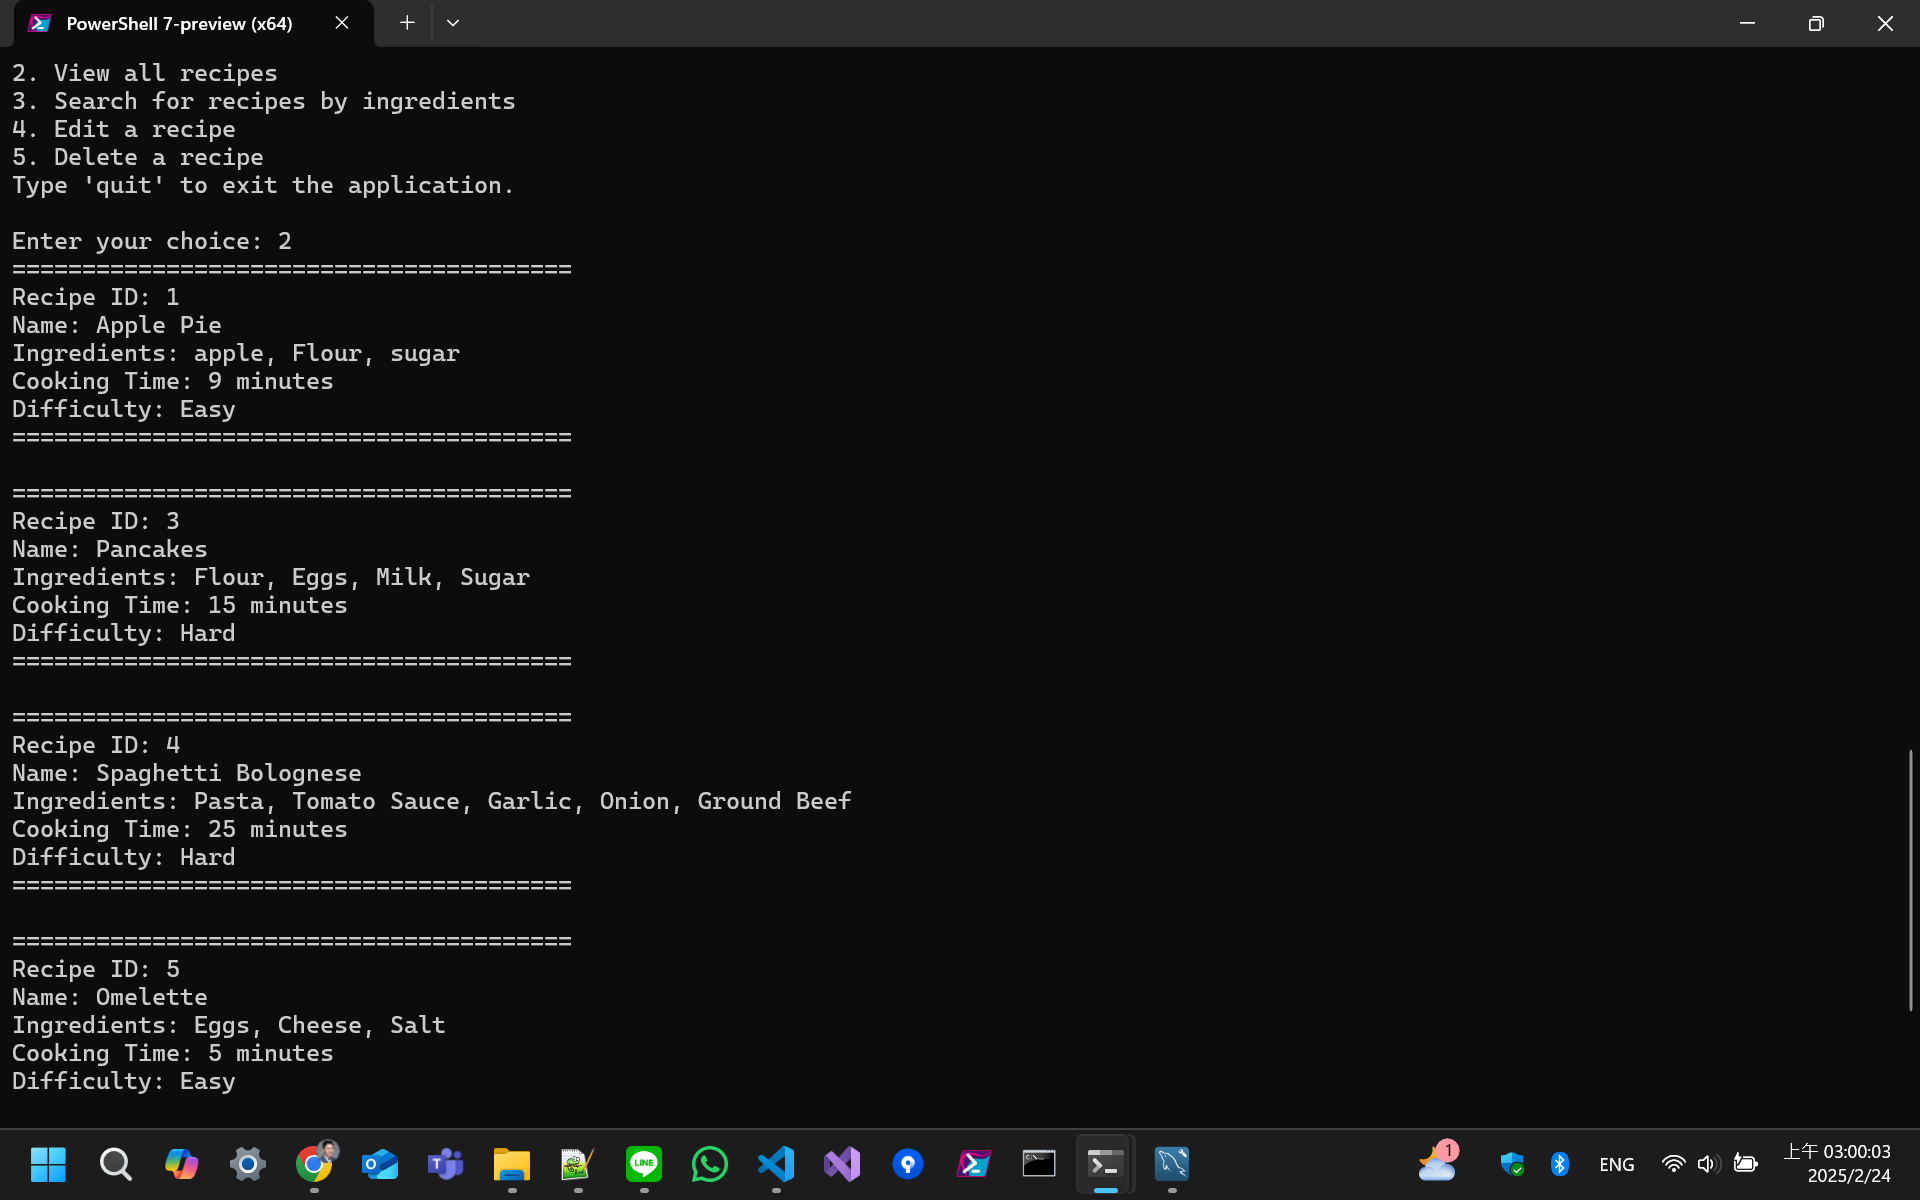 PowerShell 7-preview (x64)
2. View all recipes
3. Search for recipes by ingredients
4. Edit a recipe
5. Delete a recipe
Type 'quit' to exit the application.
Enter your choice: 2
========================================
Recipe ID: 1
Name: Apple Pie
Ingredients: apple, Flour, sugar
Cooking Time: 9 minutes
Difficulty: Easy
========================================
========================================
Recipe ID: 3
Name: Pancakes
Ingredients: Flour, Eggs, Milk, Sugar
Cooking Time: 15 minutes
Difficulty: Hard
========================================
========================================
Recipe ID: 4
Name: Spaghetti Bolognese
Ingredients: Pasta, Tomato Sauce, Garlic, Onion, Ground Beef
Cooking Time: 25 minutes
Difficulty: Hard
========================================
========================================
Recipe ID: 5
Name: Omelette
Ingredients: Eggs, Cheese, Salt
Cooking Time: 5 minutes
Difficulty: Easy
LINE
1
ENG
上午 03:00:03
2025/2/24